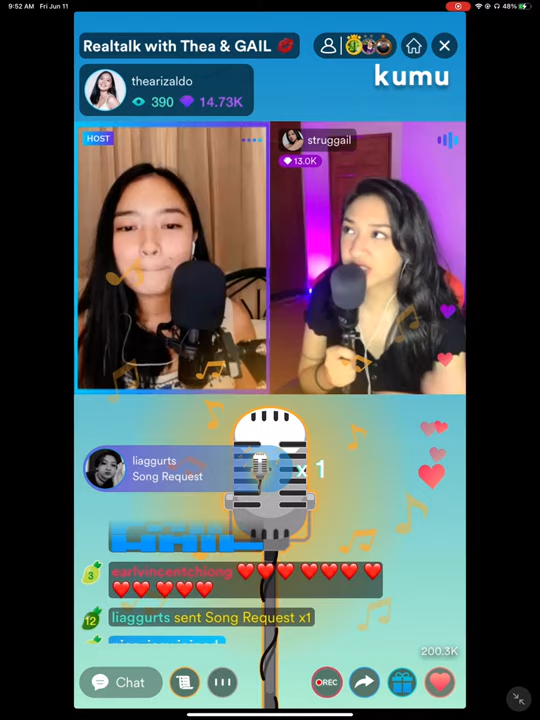 9:52 AM Fri Jun 11
48%
Realtalk with Thea & GAIL 💋
kumu
thearizaldo
390 14.73K
HOST
struggail
13.0K
liaggurts
Song Request
x 1
3 earlvincentchiong ❤️❤️❤️ ❤️❤️❤️ ❤️
❤️❤️ ❤️❤️❤️
12 liaggurts sent Song Request x1
200.3K
Chat
REC